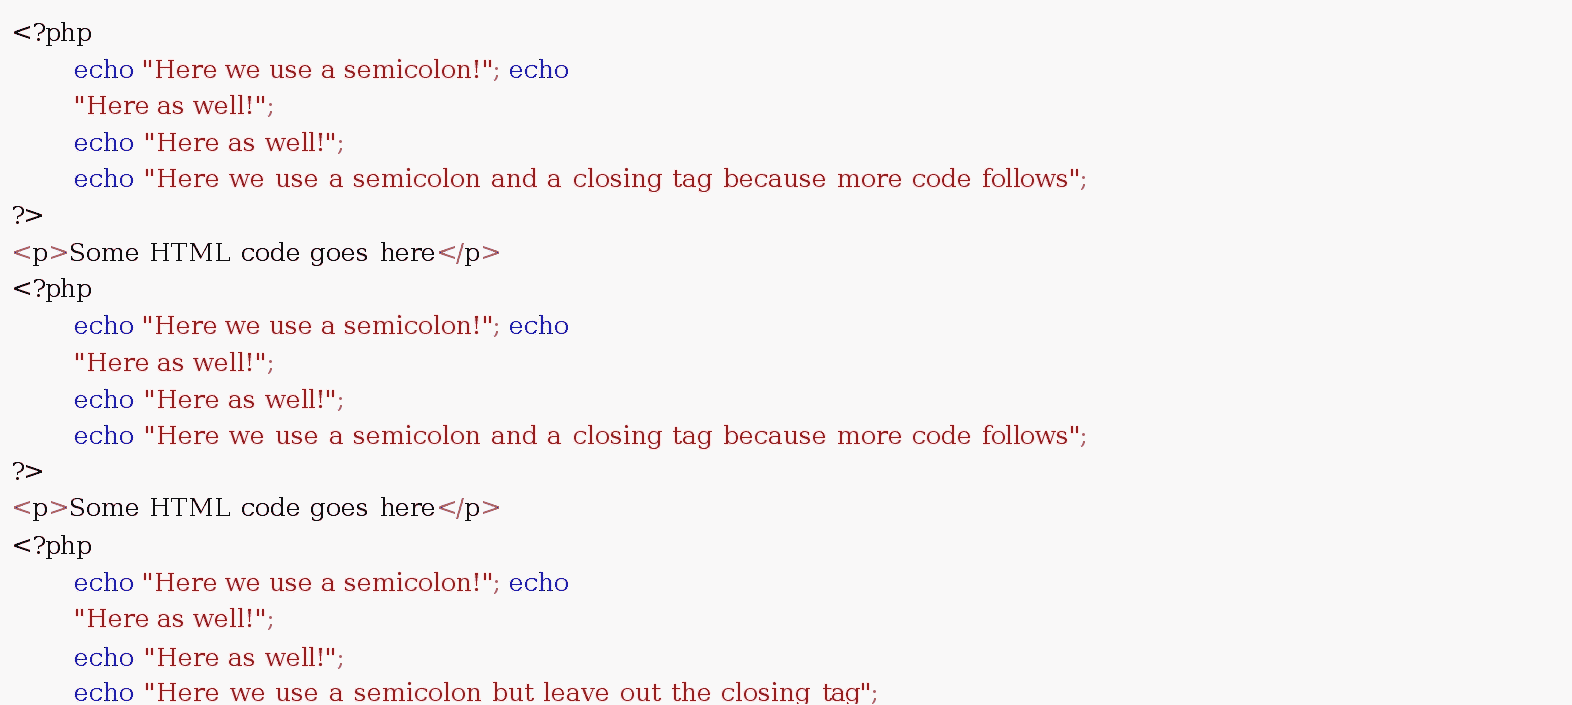 <?php
echo "Here we use a semicolon!"; echo
"Here as well!";
echo "Here as well!";
echo "Here we use a semicolon and a closing tag because more code follows";
?>
<p>Some HTML code goes here</p>
<?php
echo "Here we use a semicolon!"; echo
"Here as well!";
echo "Here as well!";
echo "Here we use a semicolon and a closing tag because more code follows";
?>
<p>Some HTML code goes here</p>
<?php
echo "Here we use a semicolon!"; echo
"Here as well!";
echo "Here as well!";
echo "Here we use a semicolon but leave out the closing tag";